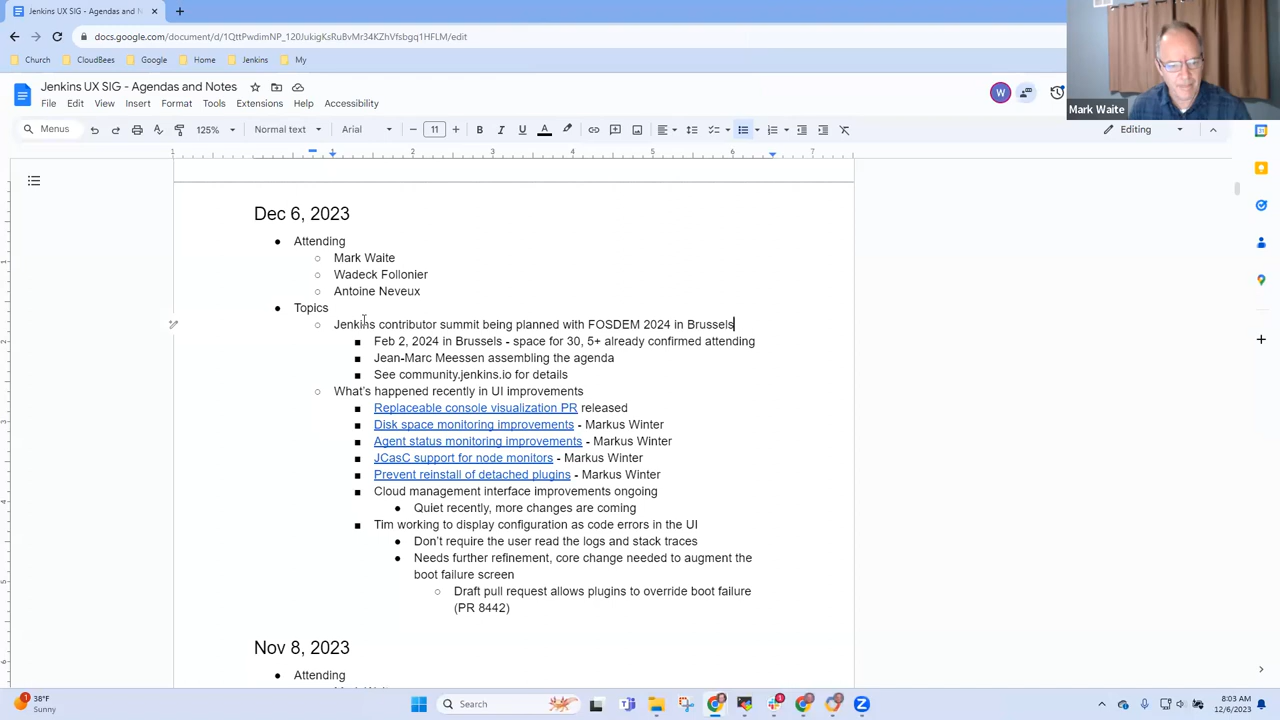 Jenkins UX SIG - Agendas and N
docs.google.com/document/d/1QttPwdimNP_120JukigKsRuBvMr34KZhVfsbgq1HFLM/edit
Church
CloudBees
Google
Home
Jenkins
My
Jenkins UX SIG - Agendas and Notes
W
Mark Waite
File Edit View Insert Format Tools Extensions Help Accessibility
Menus
125%
Normal text
Arial
11
Editing
1 1 2 3 4 5 6 7
Dec 6, 2023
Attending
Mark Waite
Wadeck Follonier
Antoine Neveux
Topics
Jenkins contributor summit being planned with FOSDEM 2024 in Brussels
Feb 2, 2024 in Brussels - space for 30, 5+ already confirmed attending
Jean-Marc Meessen assembling the agenda
See community.jenkins.io for details
What's happened recently in UI improvements
Replaceable console visualization PR released
Disk space monitoring improvements - Markus Winter
Agent status monitoring improvements - Markus Winter
JCasC support for node monitors - Markus Winter
Prevent reinstall of detached plugins - Markus Winter
Cloud management interface improvements ongoing
Quiet recently, more changes are coming
Tim working to display configuration as code errors in the UI
Don't require the user read the logs and stack traces
Needs further refinement, core change needed to augment the
boot failure screen
Draft pull request allows plugins to override boot failure
(PR 8442)
Nov 8, 2023
Attending
38°F
Sunny
Search
8:03 AM
12/6/2023